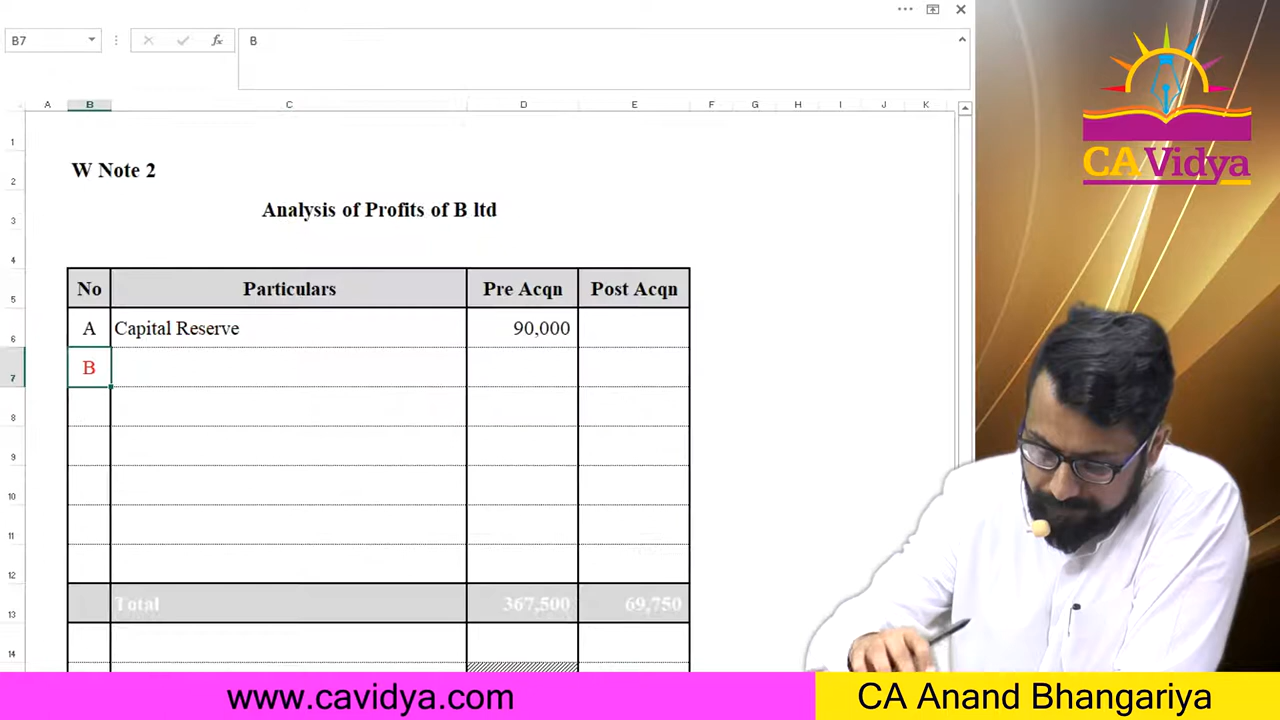 B7
fx
B
A B C D E F G H I J K
1
W Note 2
2
Analysis of Profits of B ltd
3
4
No Particulars Pre Acqn Post Acqn
5
A Capital Reserve 90,000
6
B
7
8
9
10
11
12
Total 367,500 69,750
13
14
CA Vidya
www.cavidya.com
CA Anand Bhangariya